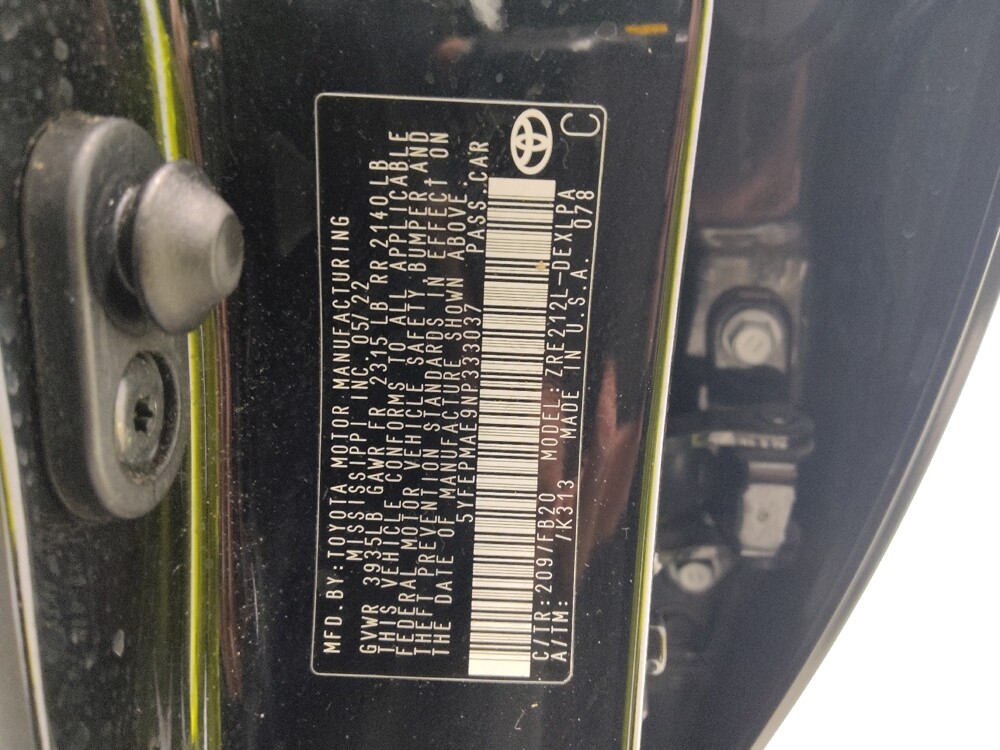 MFD.BY:TOYOTA MOTOR MANUFACTURING
MISSISSIPPI INC. 05/22
GVWR 3935LB GAWR FR 2315 LB RR 2140 LB
THIS VEHICLE CONFORMS TO ALL APPLICABLE
FEDERAL MOTOR VEHICLE SAFETY, BUMPER AND
THEFT PREVENTION STANDARDS IN EFFECT ON
THE DATE OF MANUFACTURE SHOWN ABOVE.
5YFEPMAE9NP333037 PASS.CAR
C/TR:209/FB20 MODEL:ZRE212L-DEXLPA
A/TM: /K313 MADE IN U.S.A. 078
C